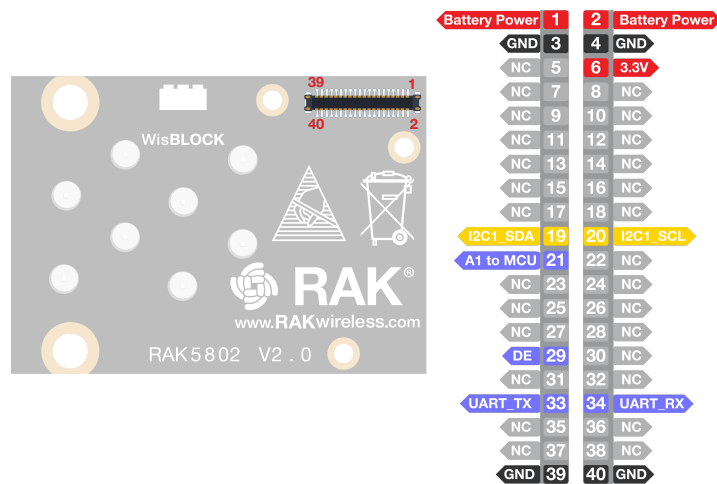 39 1
40 2
WisBLOCK
RAK®
www.RAKwireless.com
RAK5802 V2.0
Battery Power 1 2 Battery Power
GND 3 4 GND
NC 5 6 3.3V
NC 7 8 NC
NC 9 10 NC
NC 11 12 NC
NC 13 14 NC
NC 15 16 NC
NC 17 18 NC
I2C1_SDA 19 20 I2C1_SCL
A1 to MCU 21 22 NC
NC 23 24 NC
NC 25 26 NC
NC 27 28 NC
DE 29 30 NC
NC 31 32 NC
UART_TX 33 34 UART_RX
NC 35 36 NC
NC 37 38 NC
GND 39 40 GND